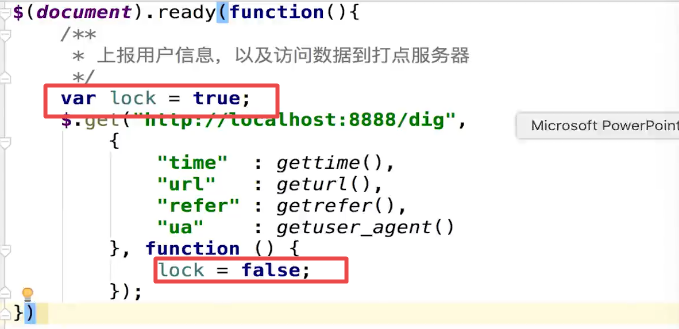 $(document).ready(function(){
/**
* 上报用户信息，以及访问数据到打点服务器
*/
var lock = true;
$.get("http://localhost:8888/dig",
Microsoft PowerPoint
{
"time" : gettime(),
"url" : geturl(),
"refer" : getrefer(),
"ua" : getuser_agent()
}, function () {
lock = false;
});
})